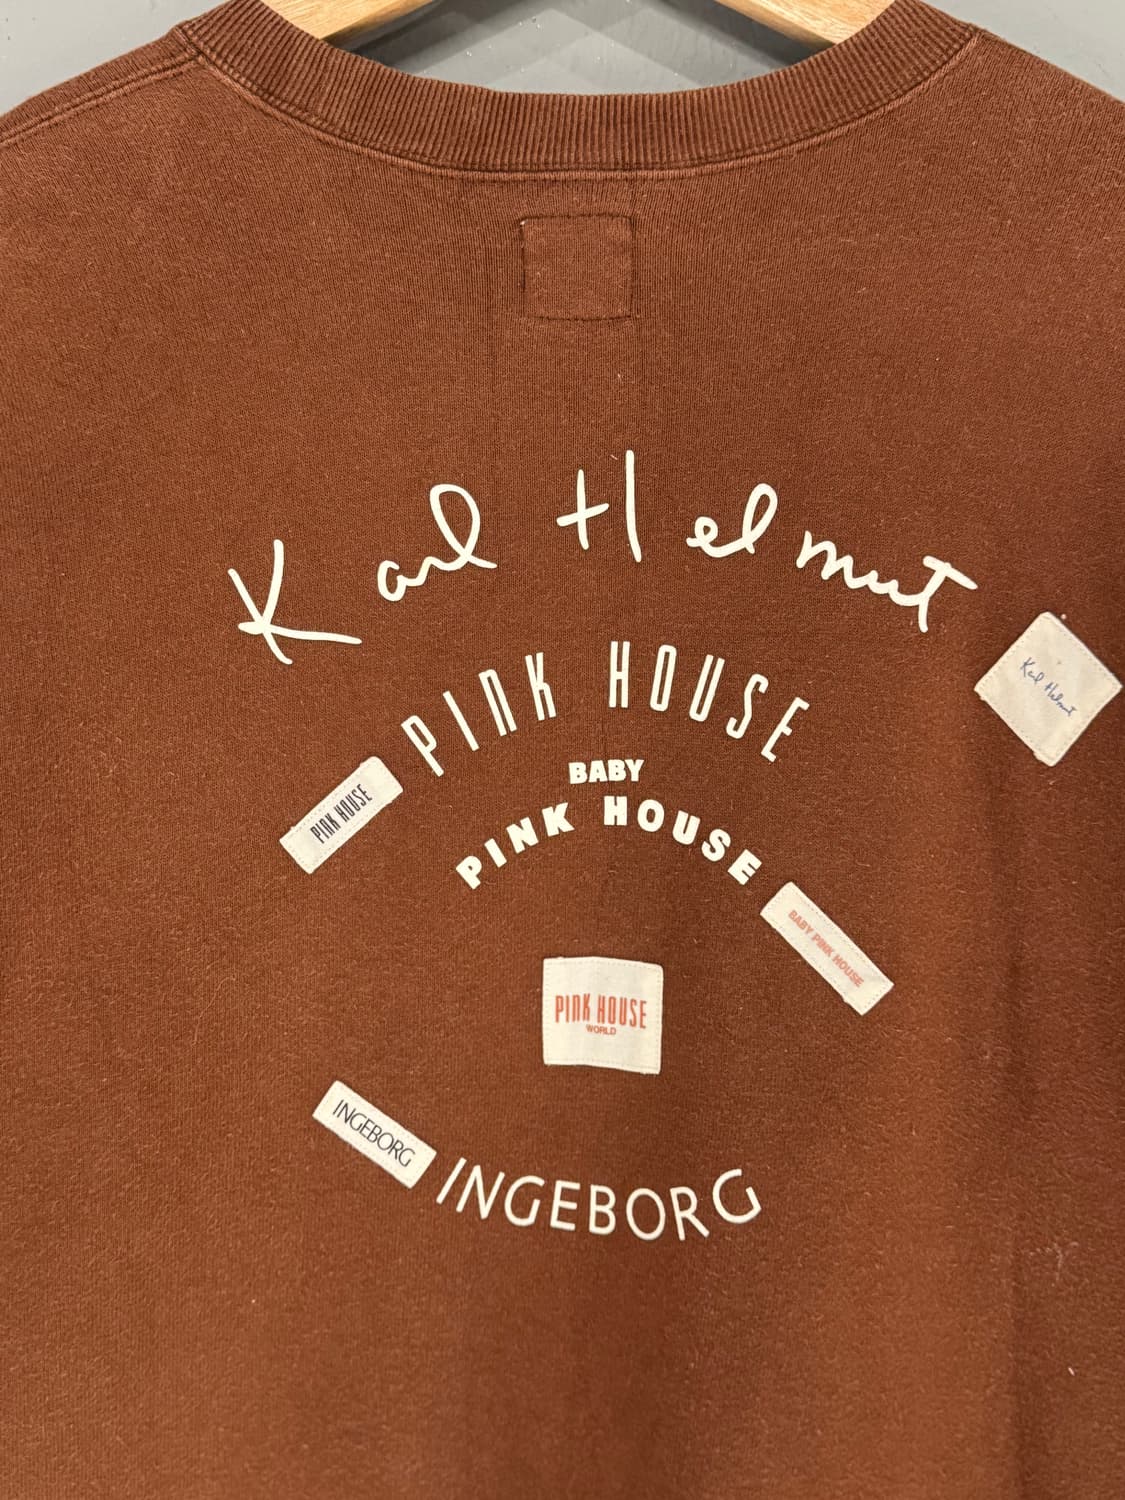 Karl Helmut
Karl Helmut
PINK HOUSE
PINK HOUSE
BABY
PINK HOUSE
BABY PINK HOUSE
PINK HOUSE
WORLD
INGEBORG
INGEBORG